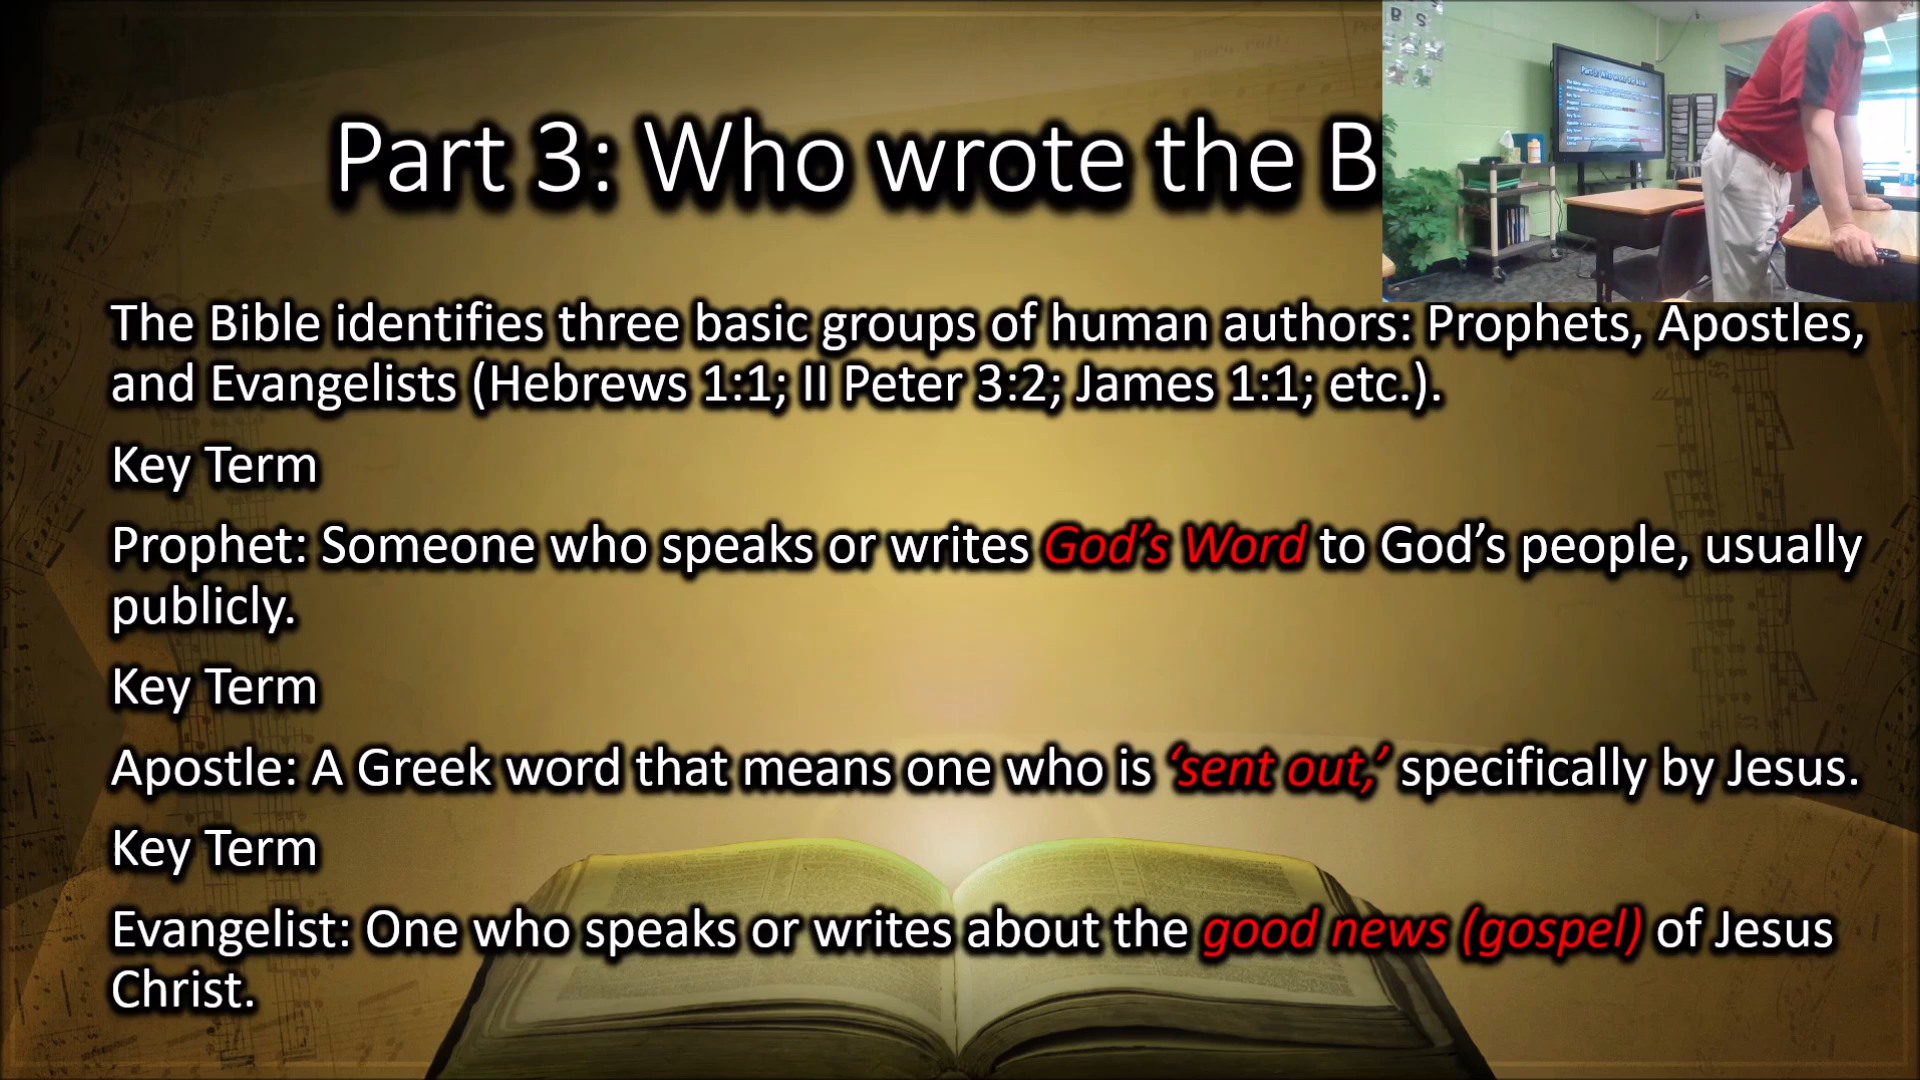 Part 3: Who wrote the B
The Bible identifies three basic groups of human authors: Prophets, Apostles,
and Evangelists (Hebrews 1:1; II Peter 3:2; James 1:1; etc.).
Key Term
Prophet: Someone who speaks or writes God’s Word to God’s people, usually
publicly.
Key Term
Apostle: A Greek word that means one who is ‘sent out,’ specifically by Jesus.
Key Term
Evangelist: One who speaks or writes about the good news (gospel) of Jesus
Christ.